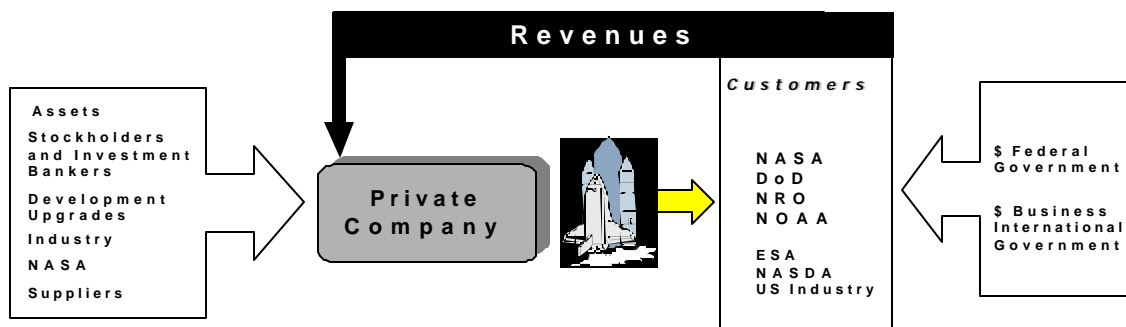 Revenues
Assets
Stockholders
and Investment
Bankers
Development
Upgrades
Industry
NASA
Suppliers
Private
Company
Customers
NASA
DoD
NRO
NOAA
ESA
NASDA
US Industry
$ Federal
Government
$ Business
International
Government